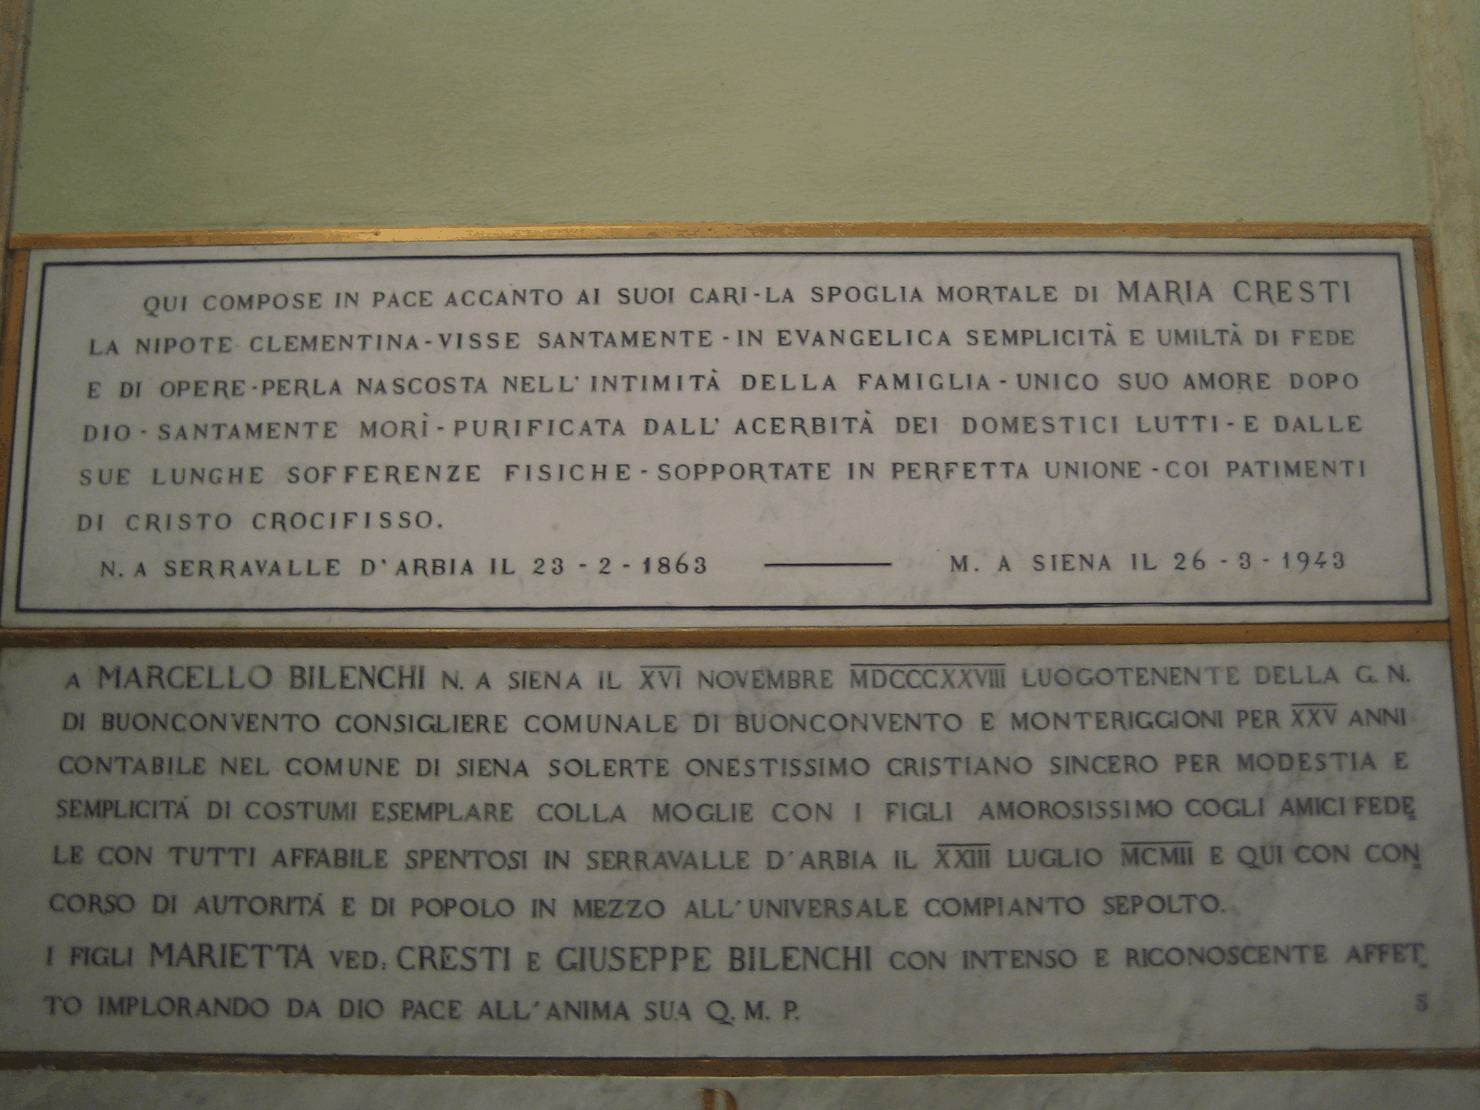 QUI COMPOSE IN PACE ACCANTO AI SUOI CARI - LA SPOGLIA MORTALE DI MARIA CRESTI
LA NIPOTE CLEMENTINA - VISSE SANTAMENTE - IN EVANGELICA SEMPLICITÀ E UMILTÀ DI FEDE
E DI OPERE - PERLA NASCOSTA NELL' INTIMITÀ DELLA FAMIGLIA - UNICO SUO AMORE DOPO
DIO - SANTAMENTE MORÌ - PURIFICATA DALL' ACERBITÀ DEI DOMESTICI LUTTI - E DALLE
SUE LUNGHE SOFFERENZE FISICHE - SOPPORTATE IN PERFETTA UNIONE - COI PATIMENTI
DI CRISTO CROCIFISSO.
N. A SERRAVALLE D' ARBIA IL 23 - 2 - 1863 — M. A SIENA IL 26 - 3 - 1943
A MARCELLO BILENCHI N. A SIENA IL XVI NOVEMBRE MDCCCXXVIII LUOGOTENENTE DELLA G. N.
DI BUONCONVENTO CONSIGLIERE COMUNALE DI BUONCONVENTO E MONTERIGGIONI PER XXV ANNI
CONTABILE NEL COMUNE DI SIENA SOLERTE ONESTISSIMO CRISTIANO SINCERO PER MODESTIA E
SEMPLICITÁ DI COSTUMI ESEMPLARE COLLA MOGLIE CON I FIGLI AMOROSISSIMO COGLI AMICI FEDE
LE CON TUTTI AFFABILE SPENTOSI IN SERRAVALLE D'ARBIA IL XXIII LUGLIO MCMII E QUI CON CON
CORSO DI AUTORITÁ E DI POPOLO IN MEZZO ALL'UNIVERSALE COMPIANTO SEPOLTO.
I FIGLI MARIETTA VED: CRESTI E GIUSEPPE BILENCHI CON INTENSO E RICONOSCENTE AFFET
TO IMPLORANDO DA DIO PACE ALL'ANIMA SUA Q. M. P. S